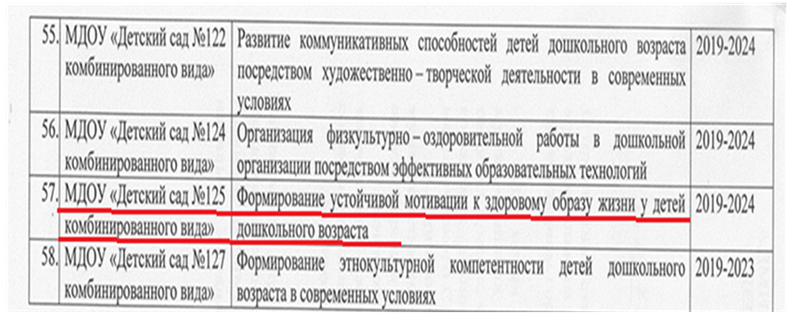 55. МДОУ «Детский сад №122 Развитие коммуникативных способностей детей дошкольного возраста 2019-2024
комбинированного вида» посредством художественно – творческой деятельности в современных
условиях
56. МДОУ «Детский сад №124 Организация физкультурно – оздоровительной работы в дошкольной 2019-2024
комбинированного вида» организации посредством эффективных образовательных технологий
57. МДОУ «Детский сад №125 Формирование устойчивой мотивации к здоровому образу жизни у детей 2019-2024
комбинированного вида» дошкольного возраста
58. МДОУ «Детский сад №127 Формирование этнокультурной компетентности детей дошкольного 2019-2023
комбинированного вида» возраста в современных условиях